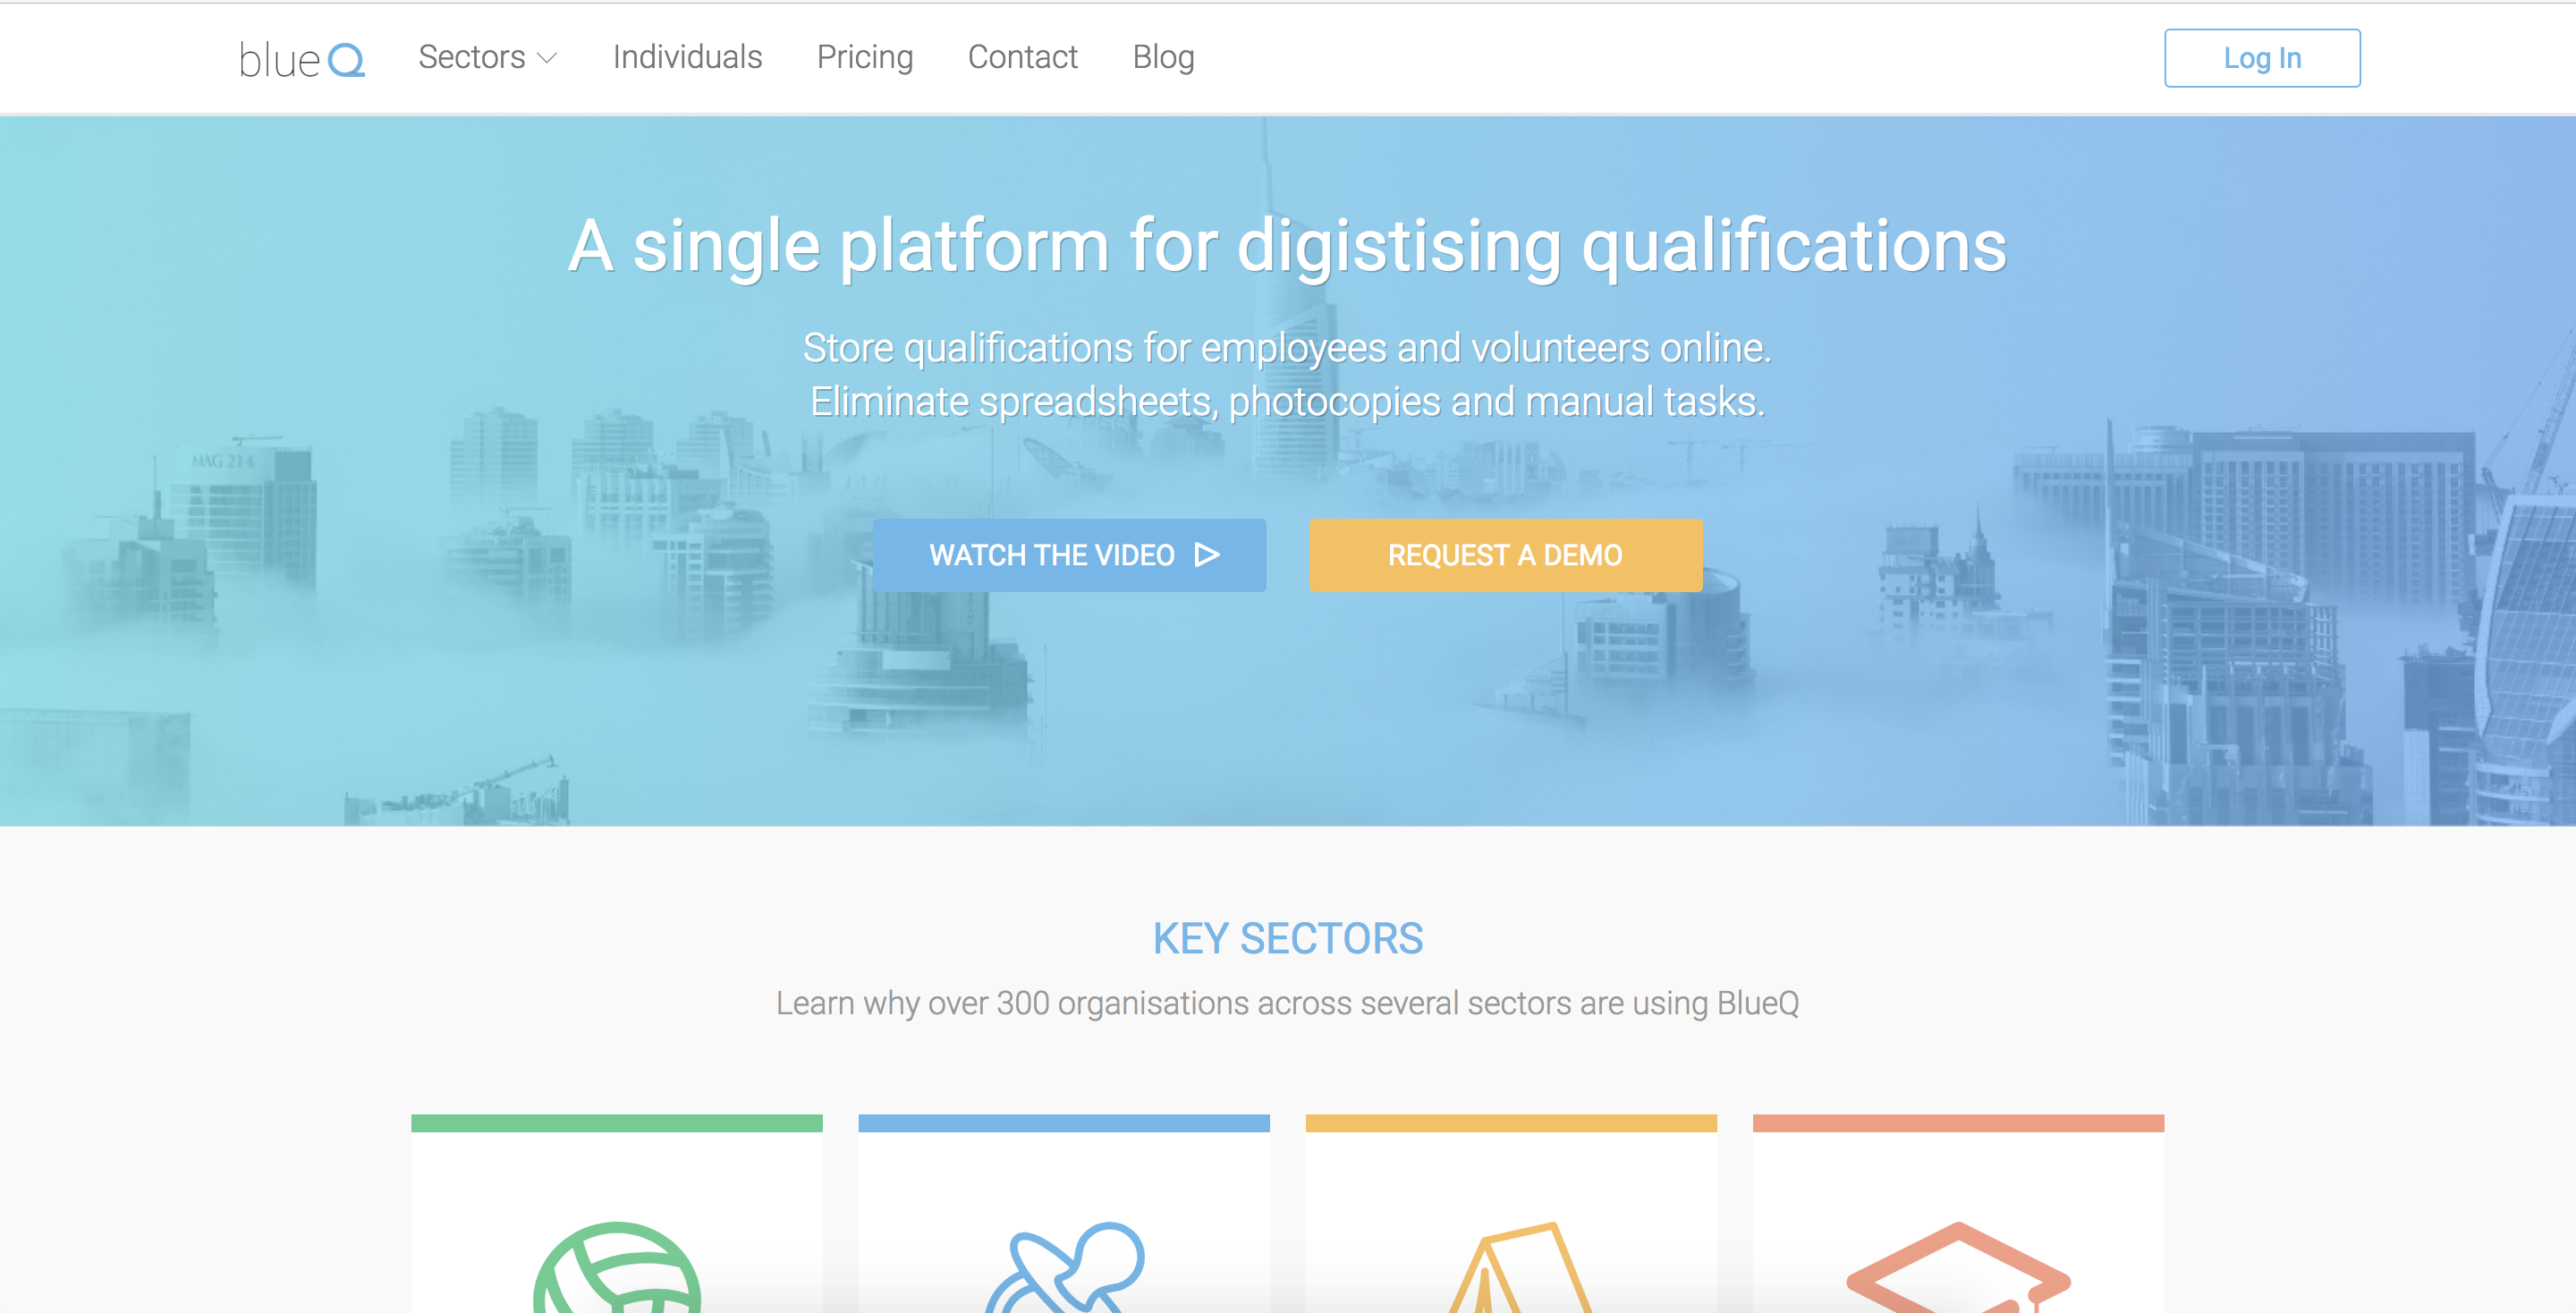 blueQ
Sectors
Individuals
Pricing
Contact
Blog
Log In
A single platform for digistising qualifications
Store qualifications for employees and volunteers online.
Eliminate spreadsheets, photocopies and manual tasks.
MAG 214
WATCH THE VIDEO
REQUEST A DEMO
KEY SECTORS
Learn why over 300 organisations across several sectors are using BlueQ